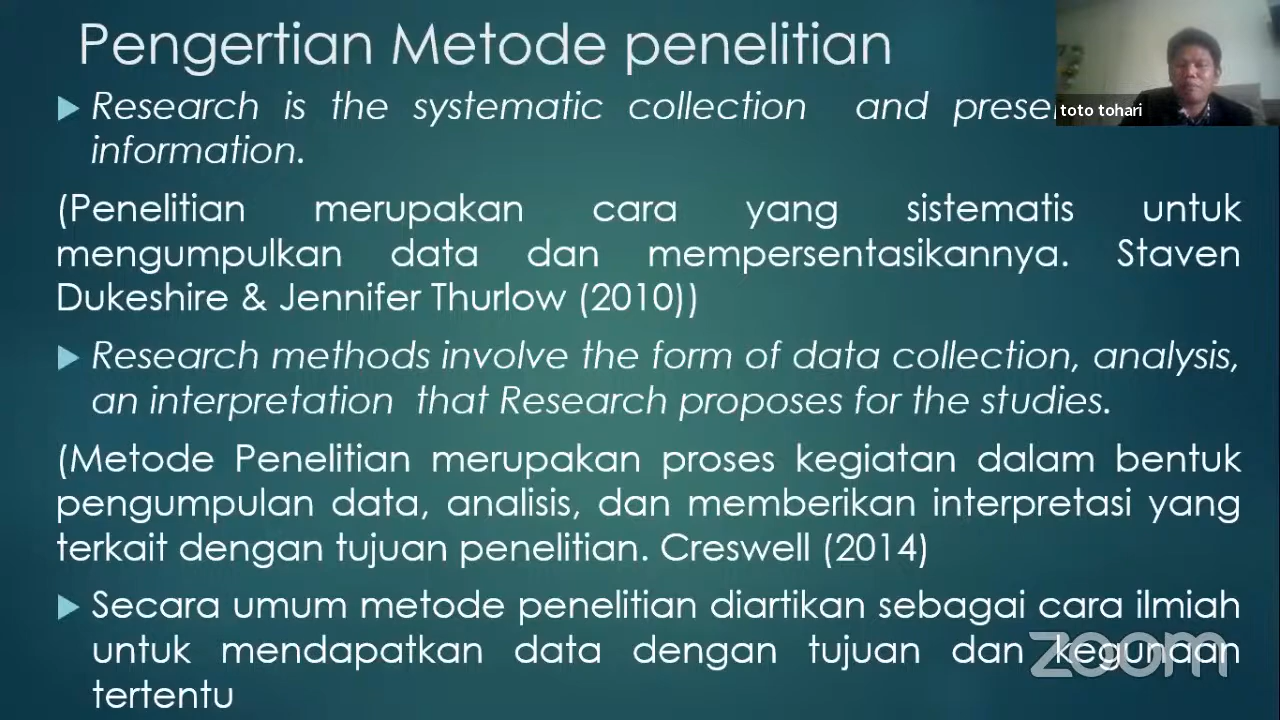 Pengertian Metode penelitian
Research is the systematic collection and
information.
(Penelitian merupakan cara yang sistematis untuk
mengumpulkan data dan mempersentasikannya. Staven
Dukeshire & Jennifer Thurlow (2010))
Research methods involve the form of data collection, analysis,
an interpretation that Research proposes for the studies.
(Metode Penelitian merupakan proses kegiatan dalam bentuk
pengumpulan data, analisis, dan memberikan interpretasi yang
terkait dengan tujuan penelitian. Creswell (2014)
Secara umum metode penelitian diartikan sebagai cara ilmiah
untuk mendapatkan data dengan tujuan dan kegunaan
tertentu
toto tohari
zoom